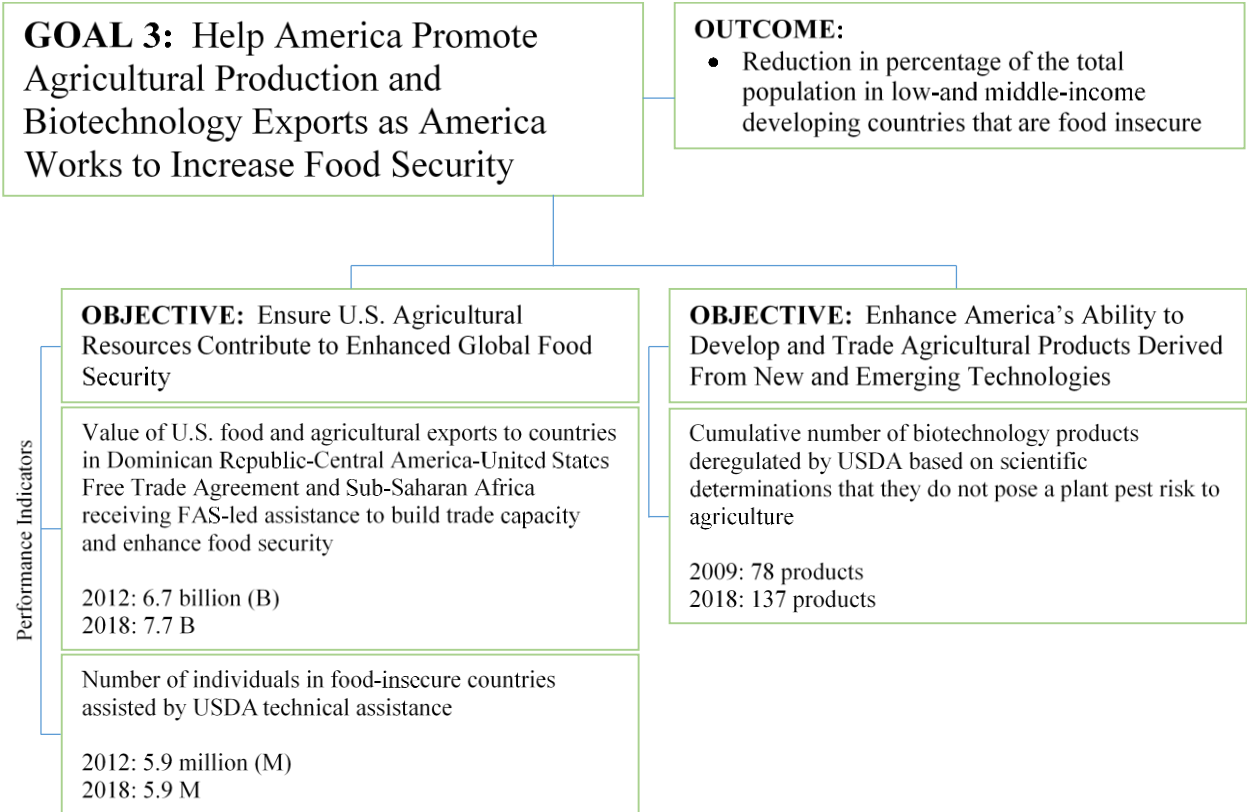 GOAL 3: Help America Promote
Agricultural Production and
Biotechnology Exports as America
Works to Increase Food Security
OUTCOME:
• Reduction in percentage of the total
population in low-and middle-income
developing countries that are food insecure
Performance Indicators
OBJECTIVE: Ensure U.S. Agricultural
Resources Contribute to Enhanced Global Food
Security
Value of U.S. food and agricultural exports to countries
in Dominican Republic-Central America-United States
Free Trade Agreement and Sub-Saharan Africa
receiving FAS-led assistance to build trade capacity
and enhance food security
2012: 6.7 billion (B)
2018: 7.7 B
Number of individuals in food-insecure countries
assisted by USDA technical assistance
2012: 5.9 million (M)
2018: 5.9 M
OBJECTIVE: Enhance America’s Ability to
Develop and Trade Agricultural Products Derived
From New and Emerging Technologies
Cumulative number of biotechnology products
deregulated by USDA based on scientific
determinations that they do not pose a plant pest risk to
agriculture
2009: 78 products
2018: 137 products